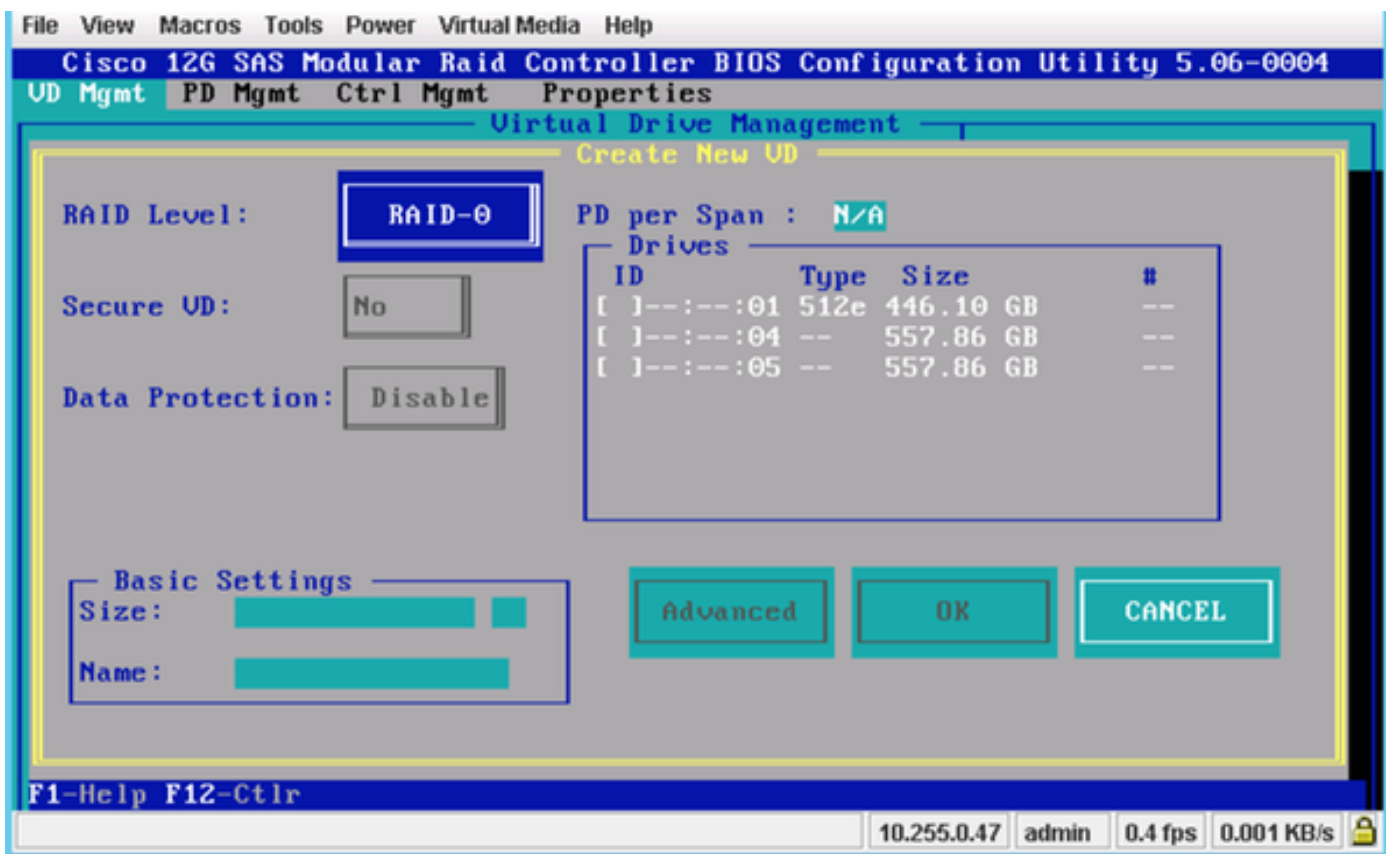 File View Macros Tools Power Virtual Media Help
Cisco 12G SAS Modular Raid Controller BIOS Configuration Utility 5.06-0004
VD Mgmt PD Mgmt Ctrl Mgmt Properties
Virtual Drive Management
Create New VD
RAID Level: RAID-0 PD per Span : N/A
Drives
ID Type Size #
Secure VD: No
[ ]--:--:01 512e 446.10 GB --
[ ]--:--:04 -- 557.86 GB --
[ ]--:--:05 -- 557.86 GB --
Data Protection: Disable
Basic Settings
Size:
Name:
Advanced OK CANCEL
F1-Help F12-Ctlr
10.255.0.47 admin 0.4 fps 0.001 KB/s